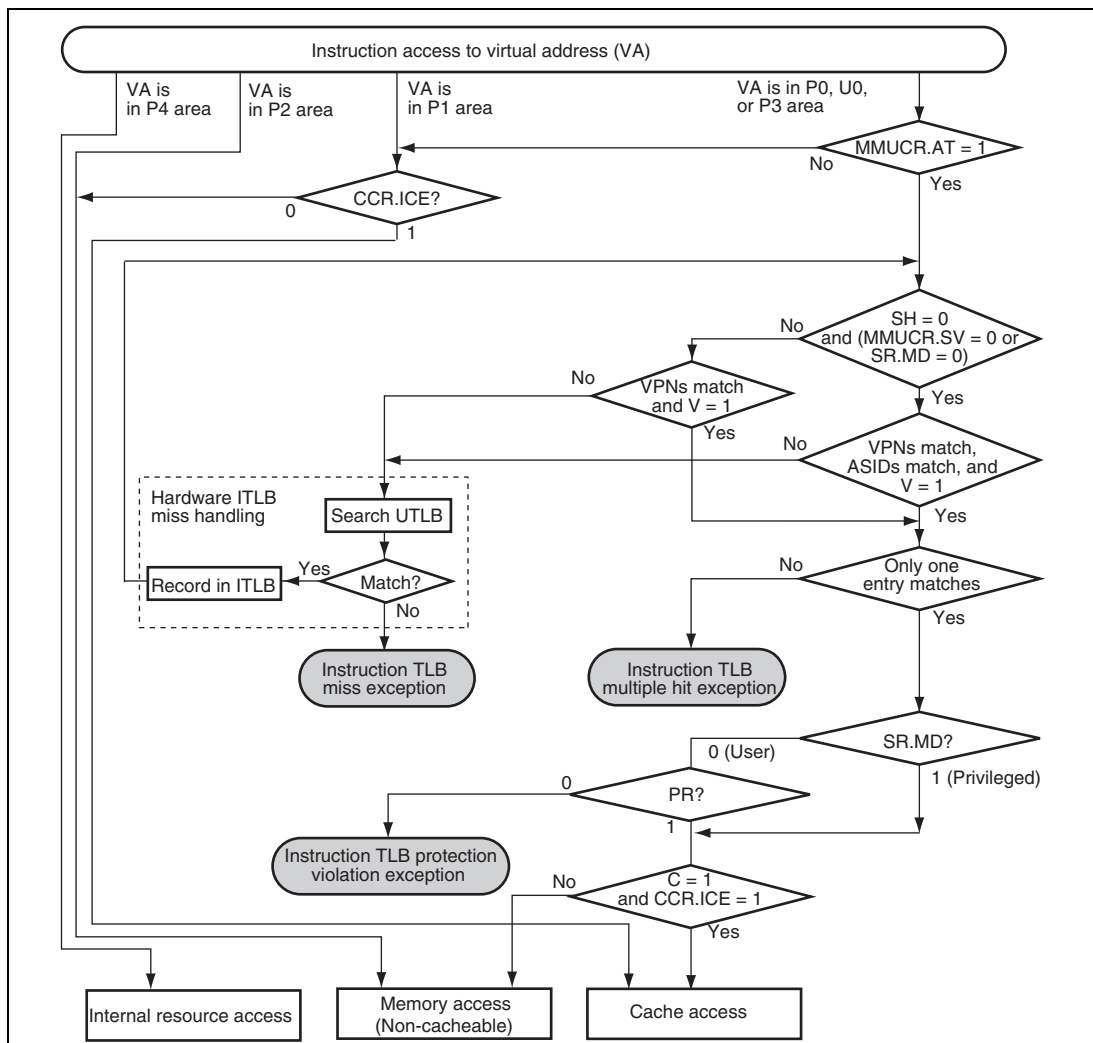 Instruction access to virtual address (VA)
VA is
in P4 area
VA is
in P2 area
VA is
in P1 area
VA is in P0, U0,
or P3 area
MMUCR.AT = 1
No
Yes
CCR.ICE?
0
1
SH = 0
and (MMUCR.SV = 0 or
SR.MD = 0)
No
Yes
VPNs match
and V = 1
No
Yes
VPNs match,
ASIDs match, and
V = 1
No
Yes
Hardware ITLB
miss handling
Search UTLB
Match?
Yes
No
Record in ITLB
Only one
entry matches
No
Yes
Instruction TLB
miss exception
Instruction TLB
multiple hit exception
SR.MD?
0 (User)
1 (Privileged)
PR?
0
1
Instruction TLB protection
violation exception
C = 1
and CCR.ICE = 1
No
Yes
Internal resource access
Memory access
(Non-cacheable)
Cache access